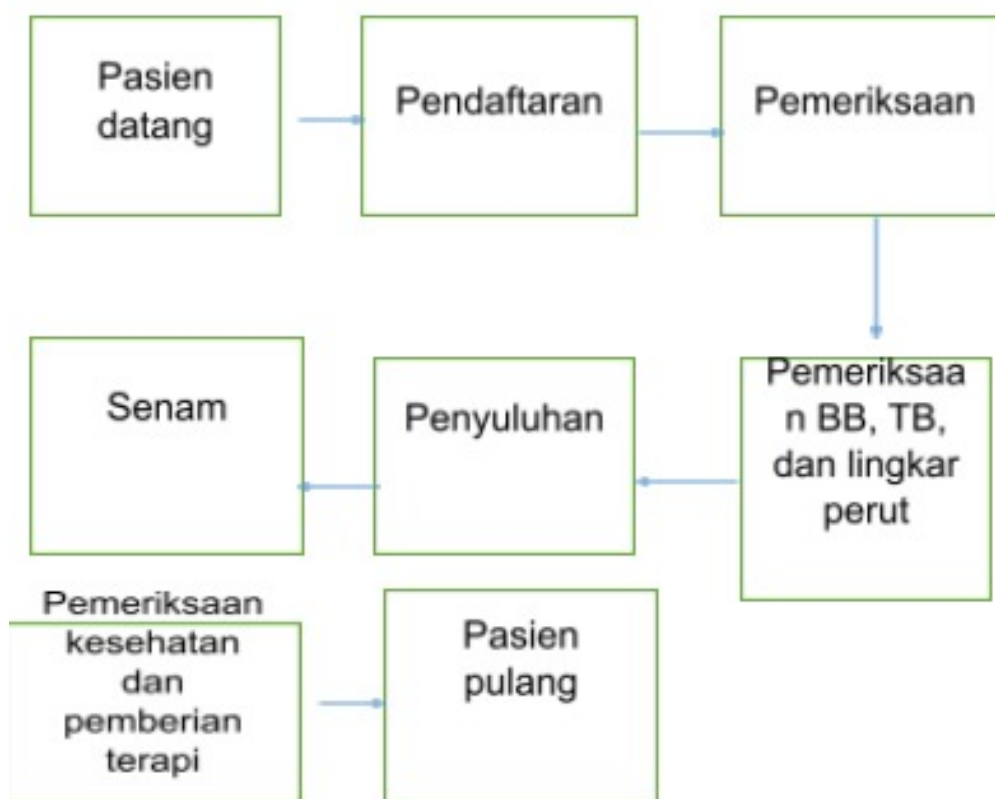 Pasien
datang
Pendaftaran
Pemeriksaan
Pemeriksaa
n BB, TB,
dan lingkar
perut
Penyuluhan
Senam
Pemeriksaan
kesehatan
dan
pemberian
terapi
Pasien
pulang